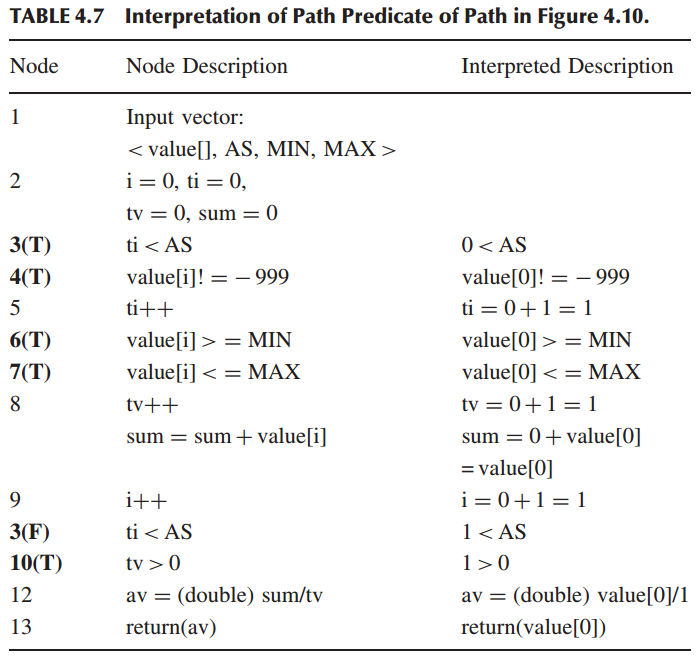 TABLE 4.7 Interpretation of Path Predicate of Path in Figure 4.10.
Node Node Description Interpreted Description
1 Input vector:
< value[], AS, MIN, MAX >
2 i = 0, ti = 0,
tv = 0, sum = 0
3(T) ti < AS 0 < AS
4(T) value[i]! = − 999 value[0]! = − 999
5 ti++ ti = 0 + 1 = 1
6(T) value[i] > = MIN value[0] > = MIN
7(T) value[i] < = MAX value[0] < = MAX
8 tv++ tv = 0 + 1 = 1
sum = sum + value[i] sum = 0 + value[0]
= value[0]
9 i++ i = 0 + 1 = 1
3(F) ti < AS 1 < AS
10(T) tv > 0 1 > 0
12 av = (double) sum/tv av = (double) value[0]/1
13 return(av) return(value[0])